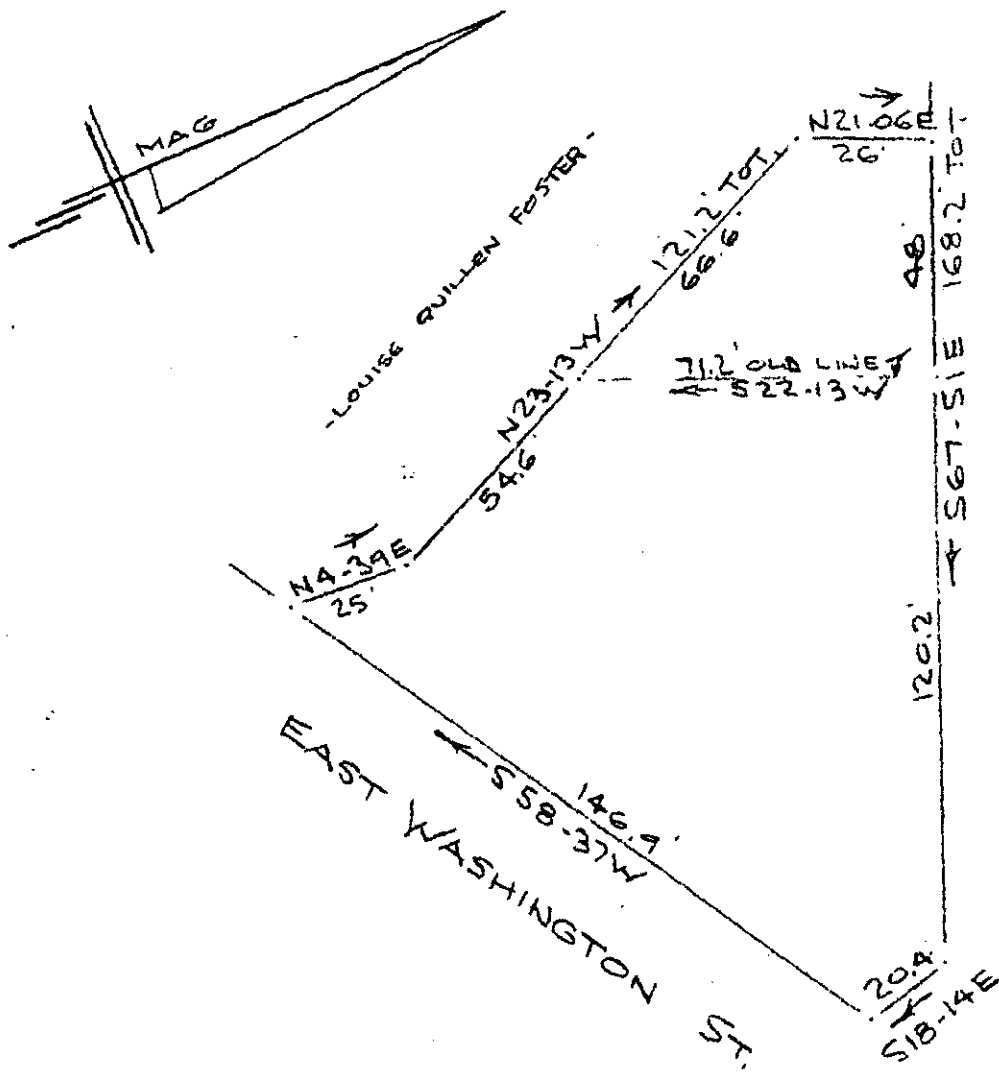 MAG
-LOUISE QUILLEN FOSTER-
N21.06E
26'
121.2' TOT.
66.6'
168.2' TOT.
48
N23-13W
54.6'
71.2' OLD LINE
S22-13W
S67-51E
N4-39E
25'
120.2'
146.9'
S58-37W
EAST WASHINGTON ST.
20.4
S18-14E